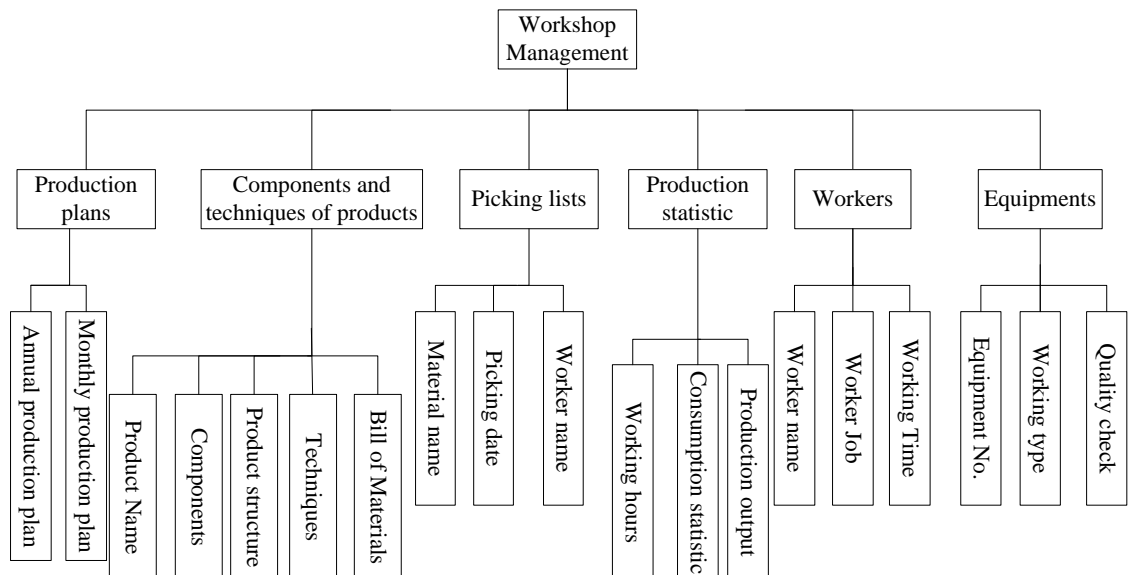 Workshop
Management
Production
plans
Components and
techniques of products
Picking lists
Production
statistic
Workers
Equipments
Annual production plan
Monthly production plan
Product Name
Components
Product structure
Techniques
Bill of Materials
Material name
Picking date
Worker name
Working hours
Consumption statistic
Production output
Worker name
Worker Job
Working Time
Equipment No.
Working type
Quality check